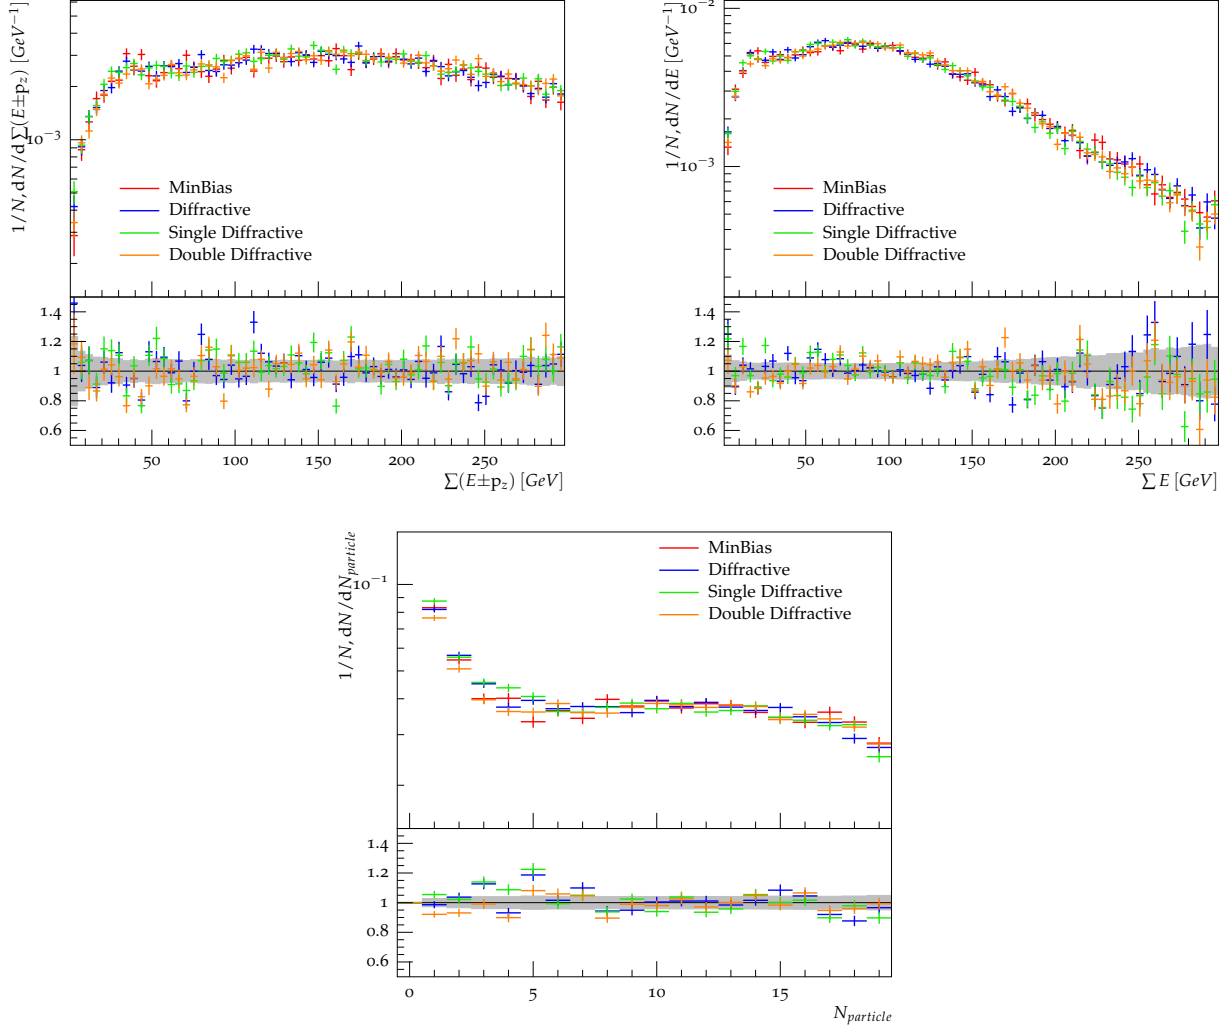 1/N, dN/d∑(E±p_z) [GeV⁻¹]
10⁻³
MinBias
Diffractive
Single Diffractive
Double Diffractive
1.4
1.2
1
0.8
0.6
50 100 150 200 250
∑(E±p_z) [GeV]
10⁻²
1/N, dN/dE [GeV⁻¹]
10⁻³
MinBias
Diffractive
Single Diffractive
Double Diffractive
1.4
1.2
1
0.8
0.6
50 100 150 200 250
∑ E [GeV]
1/N, dN/dN_particle
10⁻¹
MinBias
Diffractive
Single Diffractive
Double Diffractive
1.4
1.2
1
0.8
0.6
0 5 10 15
N_particle